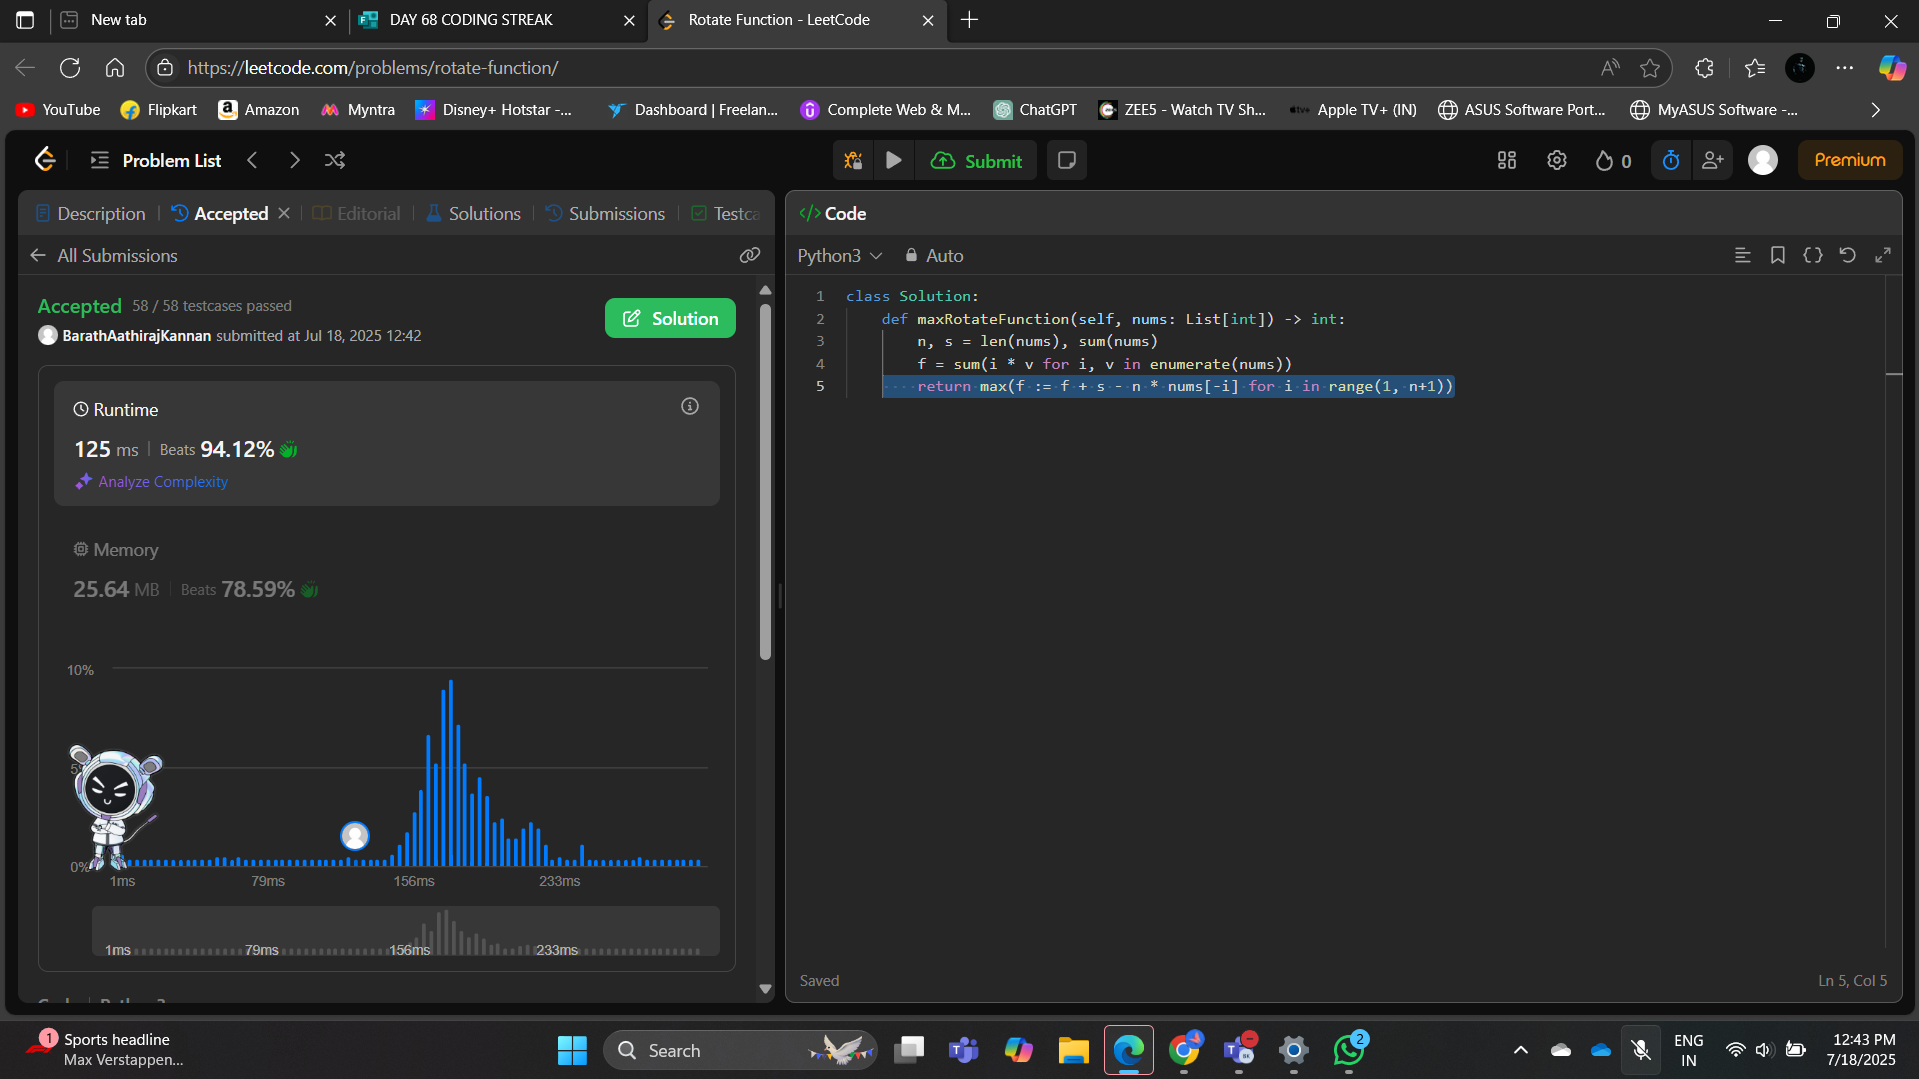 New tab
DAY 68 CODING STREAK
Rotate Function - LeetCode
https://leetcode.com/problems/rotate-function/
YouTube
Flipkart
Amazon
Myntra
Disney+ Hotstar -...
Dashboard | Freelan...
Complete Web & M...
ChatGPT
ZEE5 - Watch TV Sh...
Apple TV+ (IN)
ASUS Software Port...
MyASUS Software -...
Problem List
Submit
0
Premium
Description
Accepted
Editorial
Solutions
Submissions
Testca
</> Code
All Submissions
Python3
Auto
Accepted 58 / 58 testcases passed
BarathAathirajKannan submitted at Jul 18, 2025 12:42
Solution
Runtime
125 ms | Beats 94.12%
Analyze Complexity
Memory
25.64 MB | Beats 78.59%
10%
5%
0%
1ms 79ms 156ms 233ms
1ms 79ms 156ms 233ms
Code | Python3
1 class Solution:
2 def maxRotateFunction(self, nums: List[int]) -> int:
3 n, s = len(nums), sum(nums)
4 f = sum(i * v for i, v in enumerate(nums))
5 return max(f := f + s - n * nums[-i] for i in range(1, n+1))
Saved
Ln 5, Col 5
1
Sports headline
Max Verstappen...
Search
2
ENG
IN
12:43 PM
7/18/2025